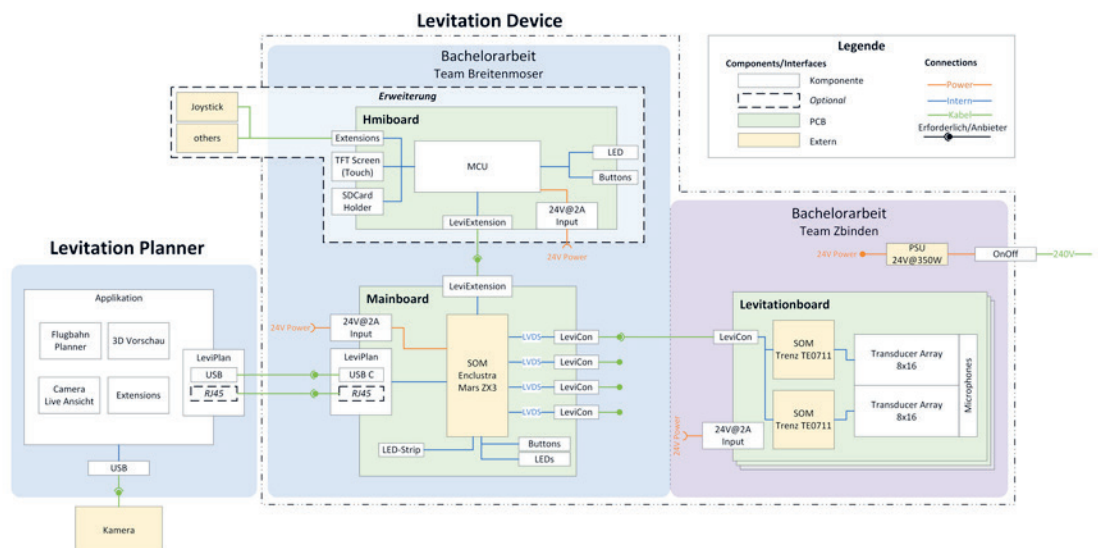 Levitation Device
Bachelorarbeit
Team Breitenmoser
Erweiterung
Joystick
others
Hmiboard
Extensions
TFT Screen
(Touch)
SDCard
Holder
MCU
LED
Buttons
LeviExtension
24V@2A
Input
24V Power
Legende
Components/Interfaces
Connections
Komponente
Optional
PCB
Extern
Power
Intern
Kabel
Erforderlich/Anbieter
Levitation Planner
Applikation
Flugbahn
Planner
3D Vorschau
Camera
Live Ansicht
Extensions
LeviPlan
USB
RJ45
USB
Kamera
LeviExtension
Mainboard
24V Power
24V@2A
Input
LeviPlan
USB C
RJ45
SOM
Enclustra
Mars ZX3
LVDS
LeviCon
LVDS
LeviCon
LVDS
LeviCon
LVDS
LeviCon
LED-Strip
Buttons
LEDs
Bachelorarbeit
Team Zbinden
24V Power
PSU
24V@350W
OnOff
240V
Levitationboard
LeviCon
SOM
Trenz TE0711
SOM
Trenz TE0711
Transducer Array
8x16
Transducer Array
8x16
Microphones
24V Power
24V@2A
Input